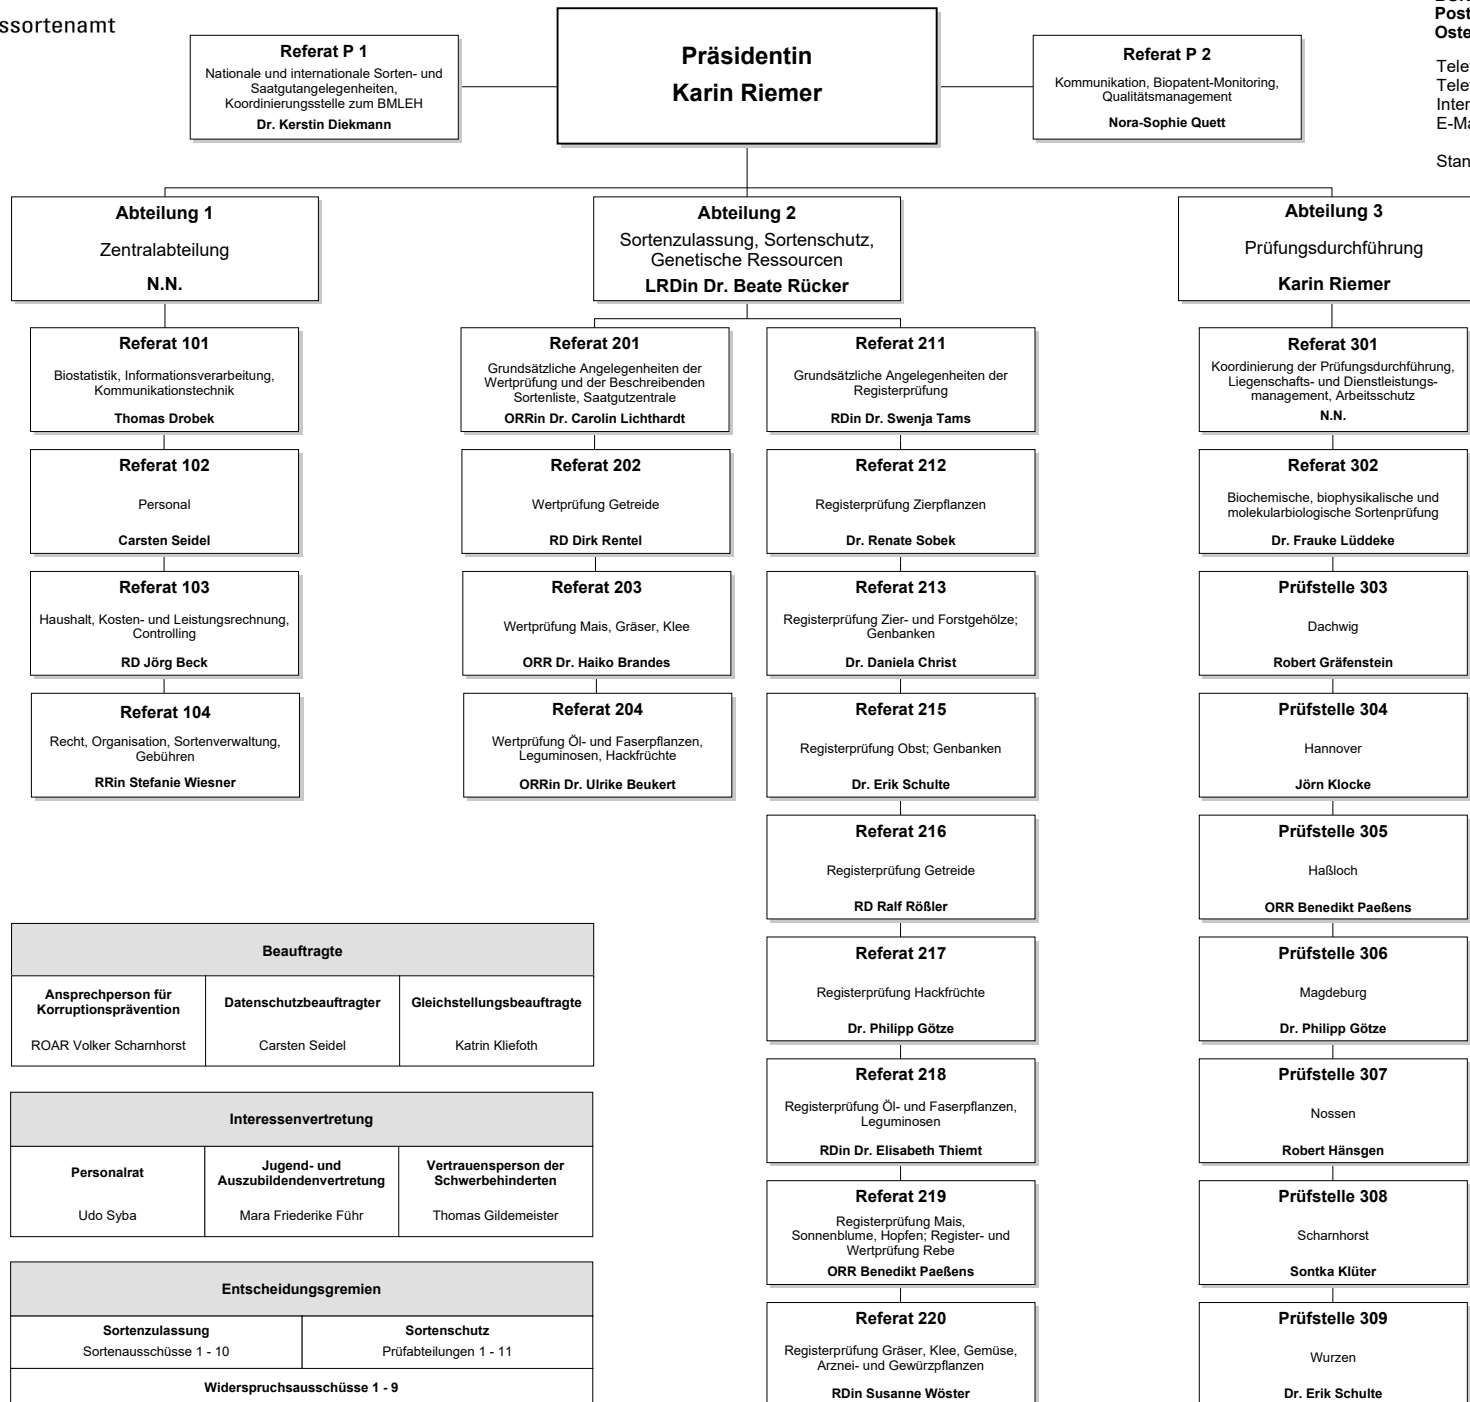 ssortenamt
Referat P 1
Nationale und internationale Sorten- und
Saatgutangelegenheiten,
Koordinierungsstelle zum BMLEH
Dr. Kerstin Diekmann
Präsidentin
Karin Riemer
Referat P 2
Kommunikation, Biopatent-Monitoring,
Qualitätsmanagement
Nora-Sophie Quett
Post
Oste
Telef
Telef
Inter
E-Ma
Stan
Abteilung 1
Zentralabteilung
N.N.
Abteilung 2
Sortenzulassung, Sortenschutz,
Genetische Ressourcen
LRDin Dr. Beate Rücker
Abteilung 3
Prüfungsdurchführung
Karin Riemer
Referat 101
Biostatistik, Informationsverarbeitung,
Kommunikationstechnik
Thomas Drobek
Referat 102
Personal
Carsten Seidel
Referat 103
Haushalt, Kosten- und Leistungsrechnung,
Controlling
RD Jörg Beck
Referat 104
Recht, Organisation, Sortenverwaltung,
Gebühren
RRin Stefanie Wiesner
Referat 201
Grundsätzliche Angelegenheiten der
Wertprüfung und der Beschreibenden
Sortenliste, Saatgutzentrale
ORRin Dr. Carolin Lichthardt
Referat 202
Wertprüfung Getreide
RD Dirk Rentel
Referat 203
Wertprüfung Mais, Gräser, Klee
ORR Dr. Haiko Brandes
Referat 204
Wertprüfung Öl- und Faserpflanzen,
Leguminosen, Hackfrüchte
ORRin Dr. Ulrike Beukert
Referat 211
Grundsätzliche Angelegenheiten der
Registerprüfung
RDin Dr. Swenja Tams
Referat 212
Registerprüfung Zierpflanzen
Dr. Renate Sobek
Referat 213
Registerprüfung Zier- und Forstgehölze;
Genbanken
Dr. Daniela Christ
Referat 215
Registerprüfung Obst; Genbanken
Dr. Erik Schulte
Referat 216
Registerprüfung Getreide
RD Ralf Rößler
Referat 217
Registerprüfung Hackfrüchte
Dr. Philipp Götze
Referat 218
Registerprüfung Öl- und Faserpflanzen,
Leguminosen
RDin Dr. Elisabeth Thiemt
Referat 219
Registerprüfung Mais,
Sonnenblume, Hopfen; Register- und
Wertprüfung Rebe
ORR Benedikt Paeßens
Referat 220
Registerprüfung Gräser, Klee, Gemüse,
Arznei- und Gewürzpflanzen
RDin Susanne Wöster
Referat 301
Koordinierung der Prüfungsdurchführung,
Liegenschafts- und Dienstleistungs-
management, Arbeitsschutz
N.N.
Referat 302
Biochemische, biophysikalische und
molekularbiologische Sortenprüfung
Dr. Frauke Lüddeke
Prüfstelle 303
Dachwig
Robert Gräfenstein
Prüfstelle 304
Hannover
Jörn Klocke
Prüfstelle 305
Haßloch
ORR Benedikt Paeßens
Prüfstelle 306
Magdeburg
Dr. Philipp Götze
Prüfstelle 307
Nossen
Robert Hänsgen
Prüfstelle 308
Scharnhorst
Sontka Klüter
Prüfstelle 309
Wurzen
Dr. Erik Schulte
Beauftragte
Ansprechperson für
Korruptionsprävention
ROAR Volker Scharnhorst
Datenschutzbeauftragter
Carsten Seidel
Gleichstellungsbeauftragte
Katrin Kliefoth
Interessenvertretung
Personalrat
Udo Syba
Jugend- und
Auszubildendenvertretung
Mara Friederike Führ
Vertrauensperson der
Schwerbehinderten
Thomas Gildemeister
Entscheidungsgremien
Sortenzulassung
Sortenausschüsse 1 - 10
Sortenschutz
Prüfabteilungen 1 - 11
Widerspruchsausschüsse 1 - 9